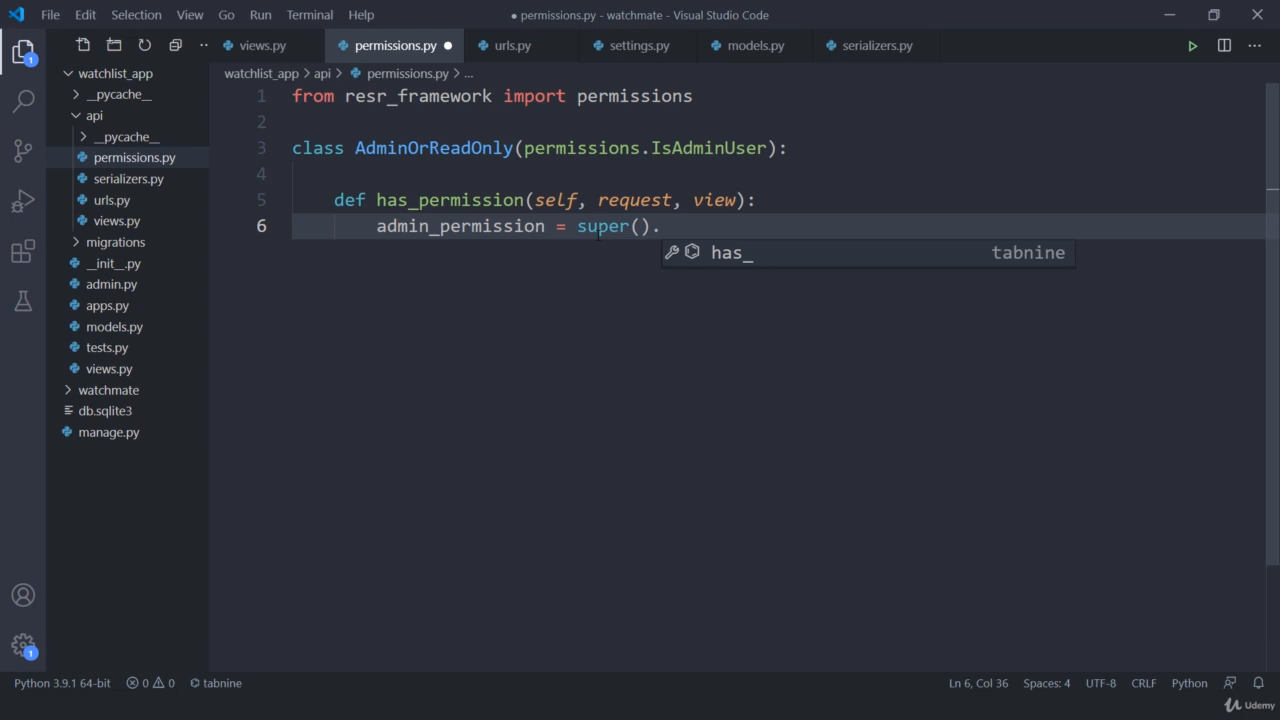 File Edit Selection View Go Run Terminal Help
● permissions.py - watchmate - Visual Studio Code
views.py permissions.py ● urls.py settings.py models.py serializers.py
watchlist_app > api > permissions.py > ...
watchlist_app
__pycache__
api
__pycache__
permissions.py
serializers.py
urls.py
views.py
migrations
__init__.py
admin.py
apps.py
models.py
tests.py
views.py
watchmate
db.sqlite3
manage.py
1 from resr_framework import permissions
2
3 class AdminOrReadOnly(permissions.IsAdminUser):
4
5 def has_permission(self, request, view):
6 admin_permission = super().
has_ tabnine
1
1
Python 3.9.1 64-bit 0 0 tabnine
Ln 6, Col 36 Spaces: 4 UTF-8 CRLF Python
Udemy